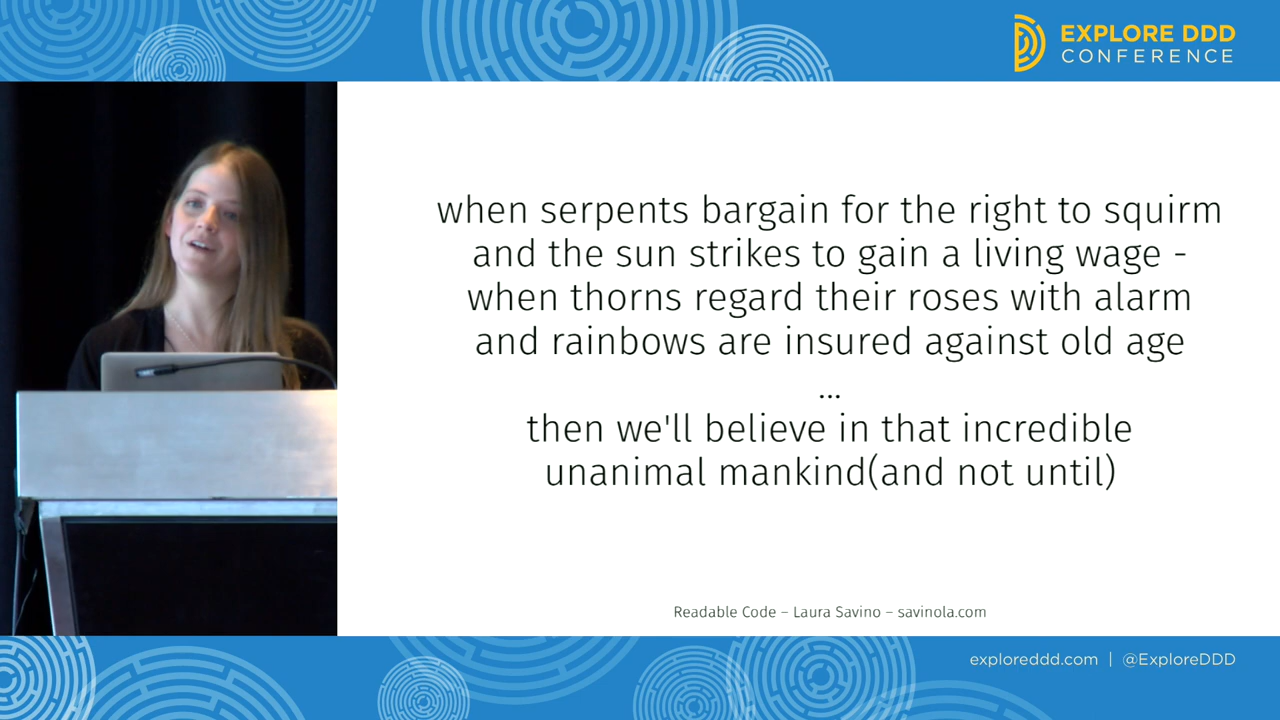 EXPLORE DDD
CONFERENCE
when serpents bargain for the right to squirm
and the sun strikes to gain a living wage -
when thorns regard their roses with alarm
and rainbows are insured against old age
...
then we'll believe in that incredible
unanimal mankind(and not until)
Readable Code – Laura Savino – savinola.com
exploreddd.com | @ExploreDDD